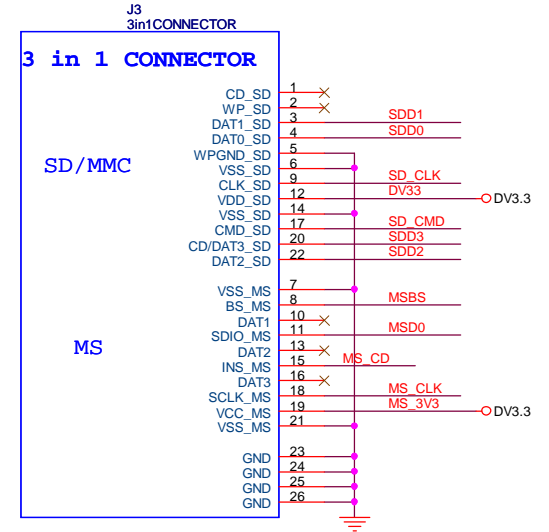 J3
3in1CONNECTOR
3 in 1 CONNECTOR
CD_SD 1
WP_SD 2
DAT1_SD 3 SDD1
DAT0_SD 4 SDD0
WPGND_SD 5
SD/MMC
VSS_SD 6
CLK_SD 9 SD_CLK
VDD_SD 12 DV33 DV3.3
VSS_SD 14
CMD_SD 17 SD_CMD
CD/DAT3_SD 20 SDD3
DAT2_SD 22 SDD2
VSS_MS 7
BS_MS 8 MSBS
DAT1 10
SDIO_MS 11 MSD0
MS
DAT2 13
INS_MS 15 MS_CD
DAT3 16
SCLK_MS 18 MS_CLK
VCC_MS 19 MS_3V3 DV3.3
VSS_MS 21
GND 23
GND 24
GND 25
GND 26